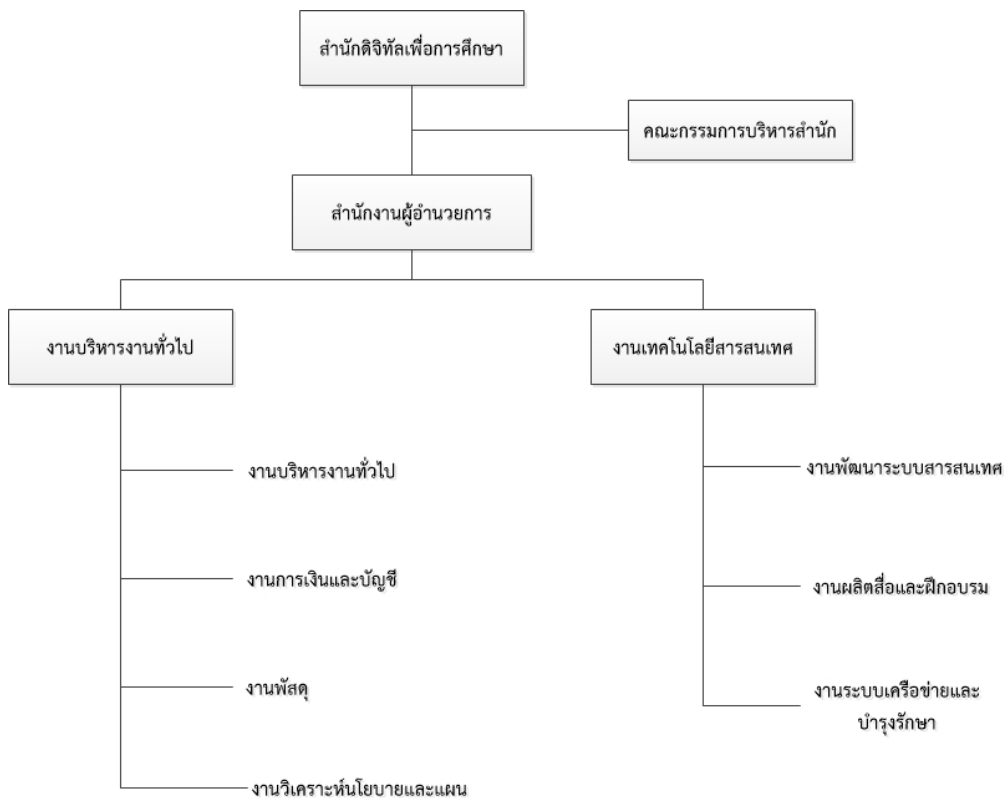 สำนักดิจิทัลเพื่อการศึกษา
คณะกรรมการบริหารสำนัก
สำนักงานผู้อำนวยการ
งานบริหารงานทั่วไป
งานเทคโนโลยีสารสนเทศ
งานบริหารงานทั่วไป
งานพัฒนาระบบสารสนเทศ
งานการเงินและบัญชี
งานผลิตสื่อและฝึกอบรม
งานพัสดุ
งานระบบเครือข่ายและ
บำรุงรักษา
งานวิเคราะห์นโยบายและแผน